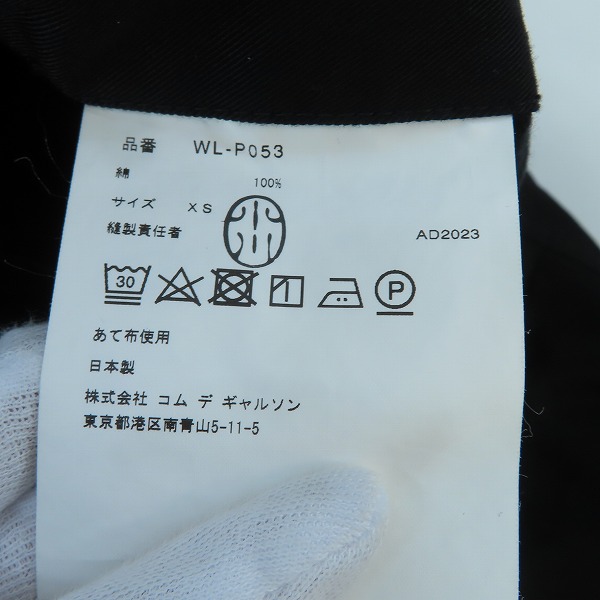 品番 WL-P053
綿 100%
サイズ XS
縫製責任者 AD2023
30 P
あて布使用
日本製
株式会社 コム デ ギャルソン
東京都港区南青山5-11-5